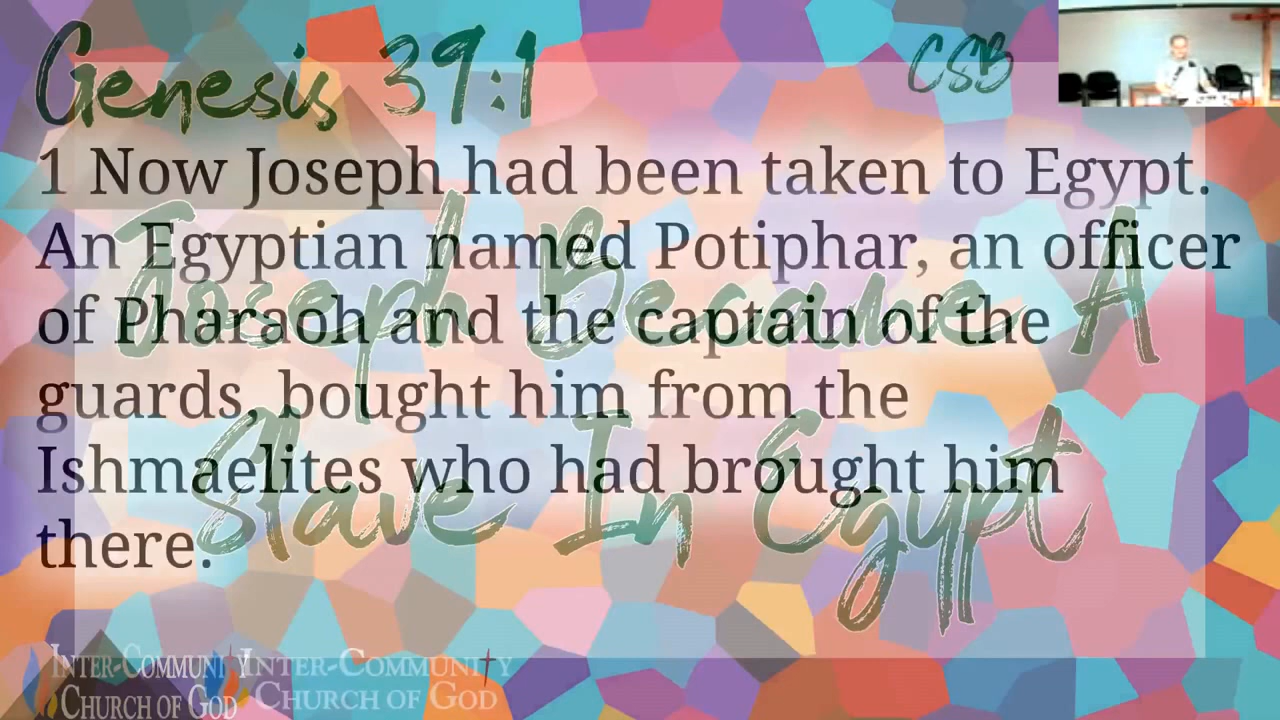 Genesis 39:1
CSB
1 Now Joseph had been taken to Egypt.
An Egyptian named Potiphar, an officer
of Pharaoh and the captain of the
guards, bought him from the
Ishmaelites who had brought him
there.
Joseph Became A
Slave In Egypt
INTER-COMMUNITY
CHURCH OF GOD
INTER-COMMUNITY
CHURCH OF GOD